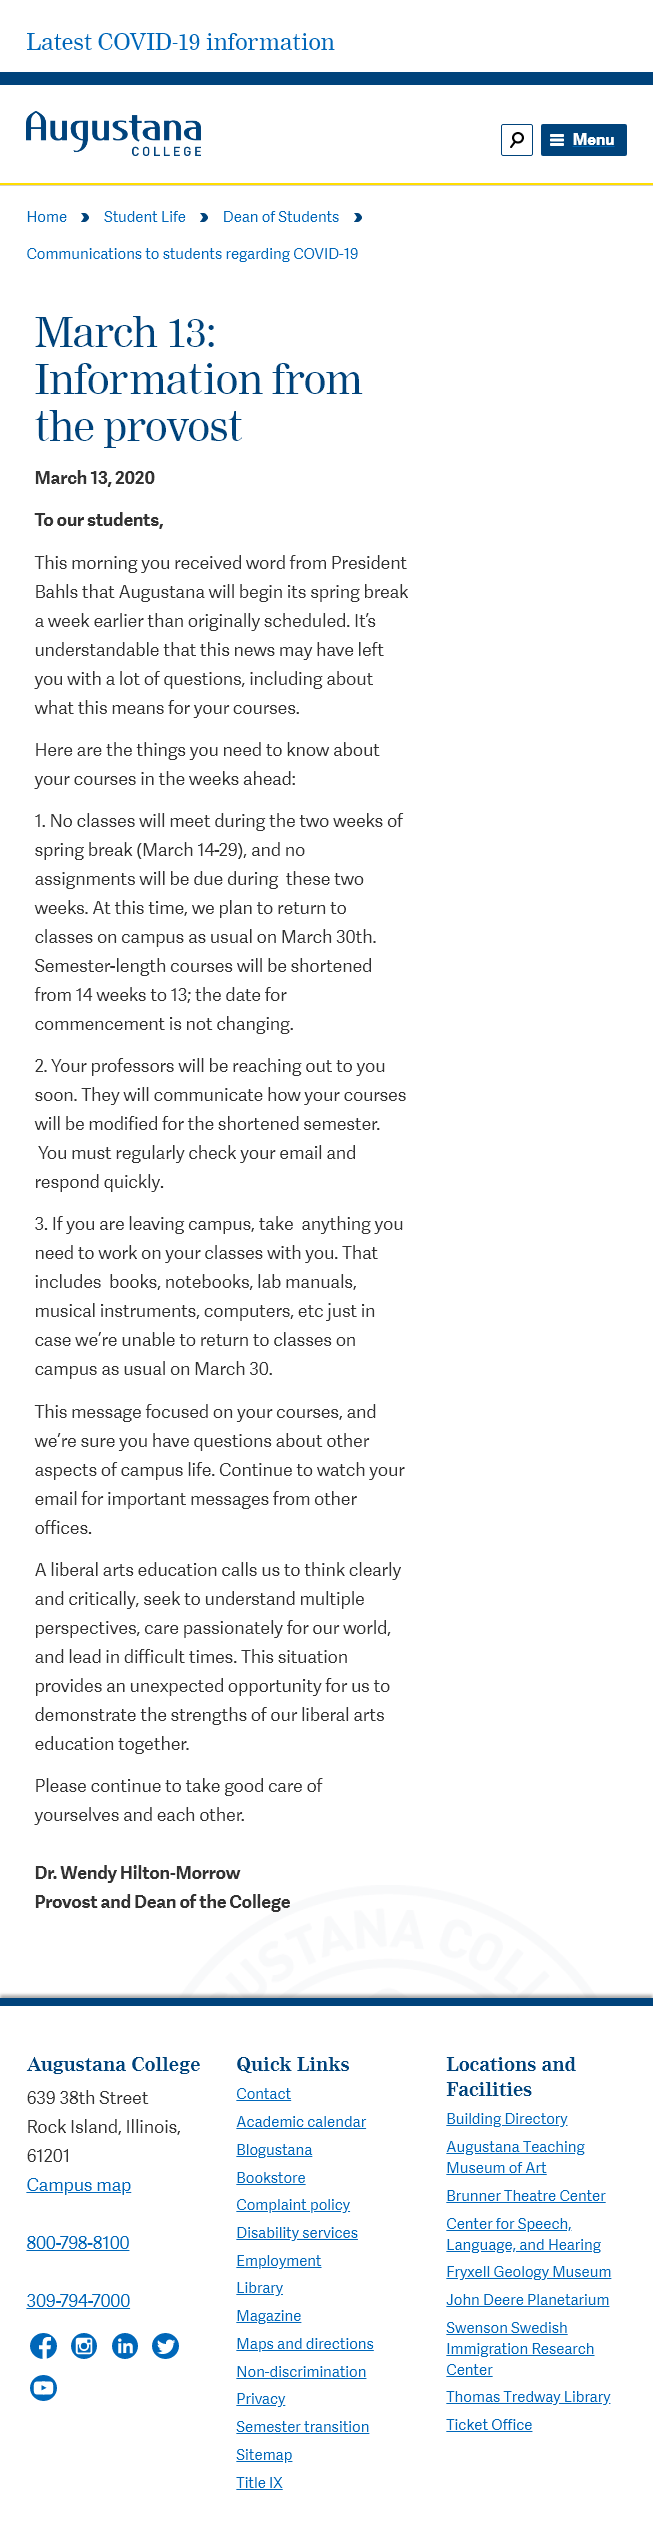 Latest COVID-19 information
Augustana
COLLEGE
Menu
Home Student Life Dean of Students
Communications to students regarding COVID-19
March 13:
Information from
the provost
March 13, 2020
To our students,
This morning you received word from President
Bahls that Augustana will begin its spring break
a week earlier than originally scheduled. It’s
understandable that this news may have left
you with a lot of questions, including about
what this means for your courses.
Here are the things you need to know about
your courses in the weeks ahead:
1. No classes will meet during the two weeks of
spring break (March 14-29), and no
assignments will be due during  these two
weeks. At this time, we plan to return to
classes on campus as usual on March 30th.
Semester-length courses will be shortened
from 14 weeks to 13; the date for
commencement is not changing.
2. Your professors will be reaching out to you
soon. They will communicate how your courses
will be modified for the shortened semester.
You must regularly check your email and
respond quickly.
3. If you are leaving campus, take  anything you
need to work on your classes with you. That
includes  books, notebooks, lab manuals,
musical instruments, computers, etc just in
case we’re unable to return to classes on
campus as usual on March 30.
This message focused on your courses, and
we’re sure you have questions about other
aspects of campus life. Continue to watch your
email for important messages from other
offices.
A liberal arts education calls us to think clearly
and critically, seek to understand multiple
perspectives, care passionately for our world,
and lead in difficult times. This situation
provides an unexpected opportunity for us to
demonstrate the strengths of our liberal arts
education together.
Please continue to take good care of
yourselves and each other.
Dr. Wendy Hilton-Morrow
Provost and Dean of the College
USTANA COLL
Augustana College
639 38th Street
Rock Island, Illinois,
61201
Campus map
800-798-8100
309-794-7000
Quick Links
Contact
Academic calendar
Blogustana
Bookstore
Complaint policy
Disability services
Employment
Library
Magazine
Maps and directions
Non-discrimination
Privacy
Semester transition
Sitemap
Title IX
Locations and
Facilities
Building Directory
Augustana Teaching
Museum of Art
Brunner Theatre Center
Center for Speech,
Language, and Hearing
Fryxell Geology Museum
John Deere Planetarium
Swenson Swedish
Immigration Research
Center
Thomas Tredway Library
Ticket Office